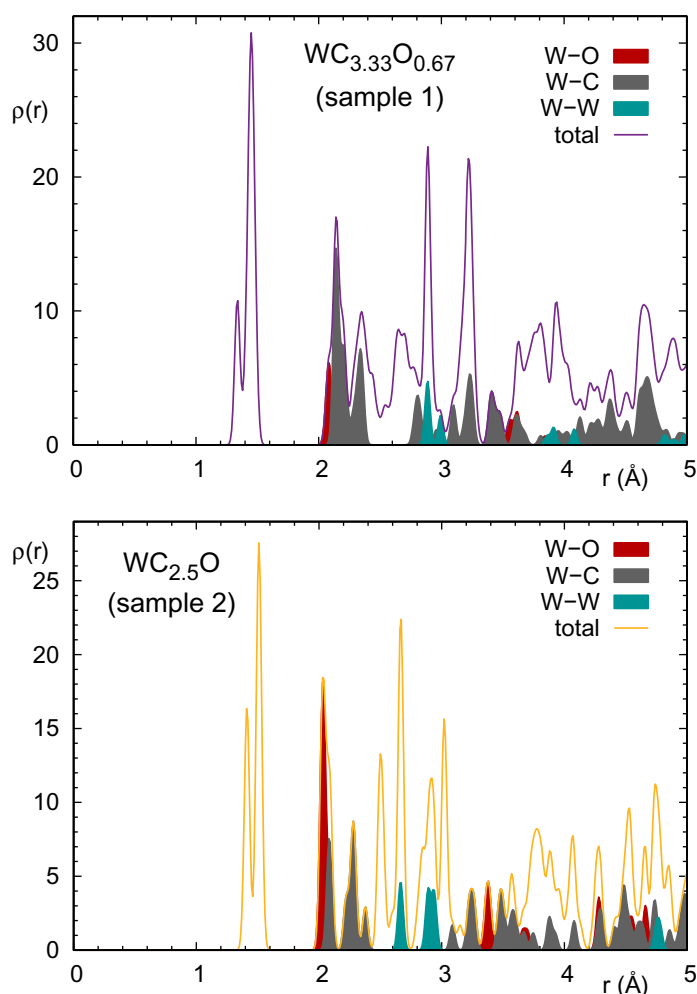 30
20
10
0
ρ(r)
WC3.33O0.67
(sample 1)
W−O
W−C
W−W
total
0 1 2 3 4 5
r (Å)
25
20
15
10
5
0
ρ(r)
WC2.5O
(sample 2)
W−O
W−C
W−W
total
0 1 2 3 4 5
r (Å)